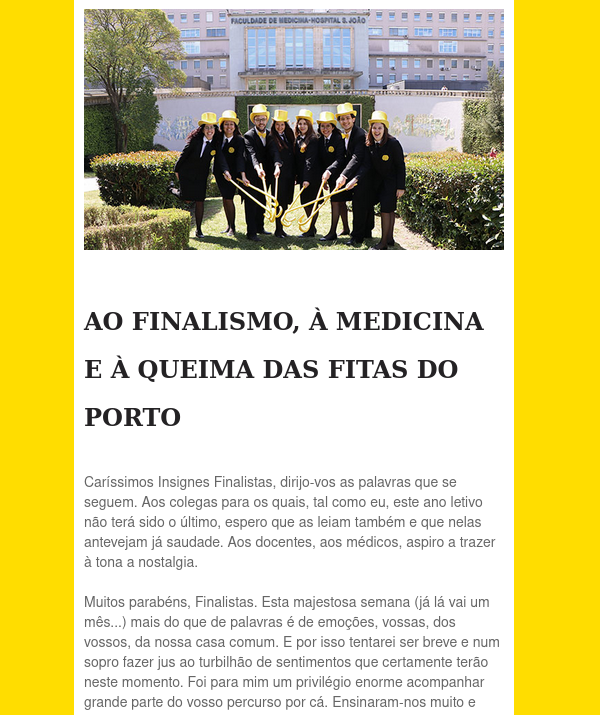 FACULDADE DE MEDICINA-HOSPITAL S. JOÃO
AO FINALISMO, À MEDICINA
E À QUEIMA DAS FITAS DO
PORTO
Caríssimos Insignes Finalistas, dirijo-vos as palavras que se
seguem. Aos colegas para os quais, tal como eu, este ano letivo
não terá sido o último, espero que as leiam também e que nelas
antevejam já saudade. Aos docentes, aos médicos, aspiro a trazer
à tona a nostalgia.
Muitos parabéns, Finalistas. Esta majestosa semana (já lá vai um
mês...) mais do que de palavras é de emoções, vossas, dos
vossos, da nossa casa comum. E por isso tentarei ser breve e num
sopro fazer jus ao turbilhão de sentimentos que certamente terão
neste momento. Foi para mim um privilégio enorme acompanhar
grande parte do vosso percurso por cá. Ensinaram-nos muito e